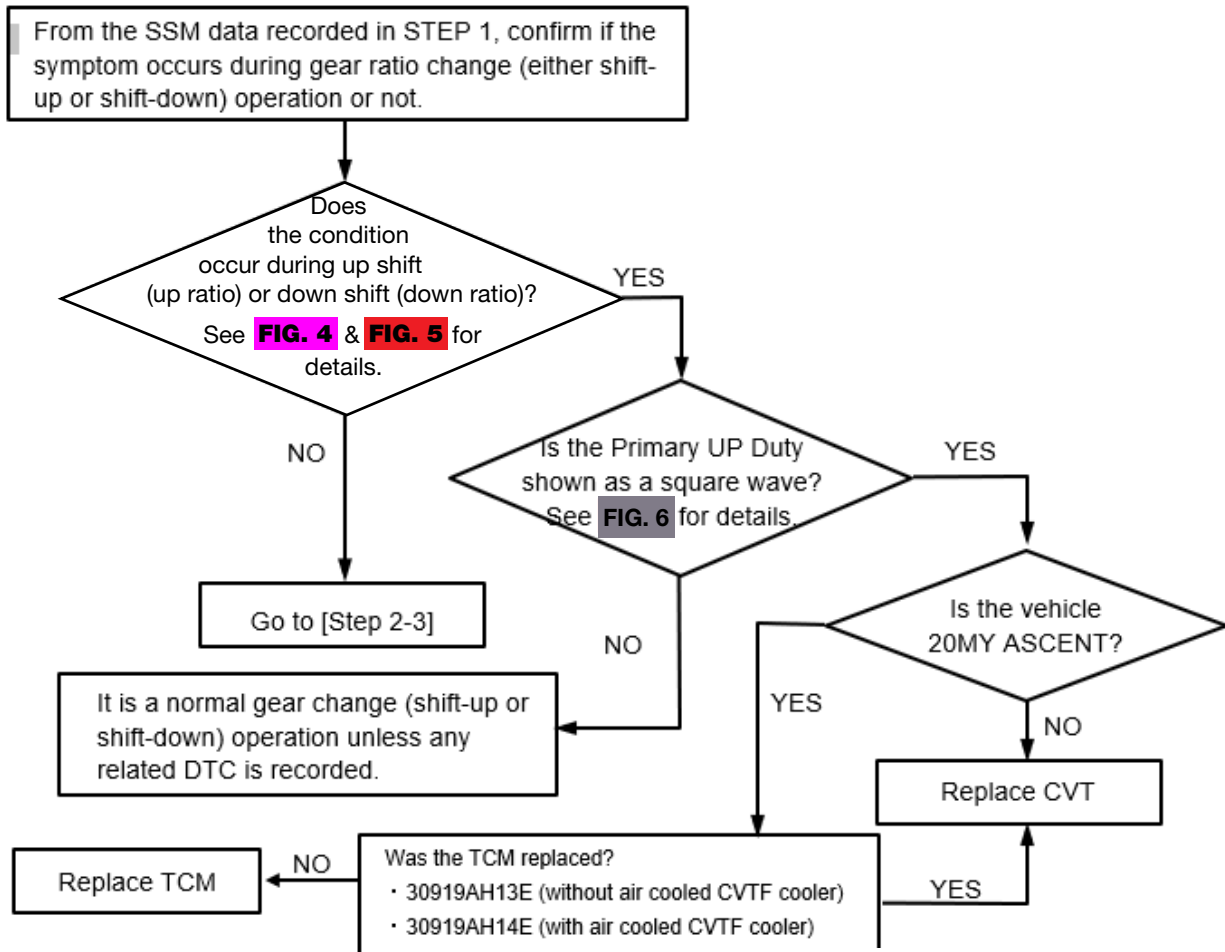 From the SSM data recorded in STEP 1, confirm if the
symptom occurs during gear ratio change (either shift-
up or shift-down) operation or not.
Does
the condition
occur during up shift
(up ratio) or down shift (down ratio)?
See FIG. 4 & FIG. 5 for
details.
YES
NO
Is the Primary UP Duty
shown as a square wave?
See FIG. 6 for details.
YES
Go to [Step 2-3]
NO
Is the vehicle
20MY ASCENT?
It is a normal gear change (shift-up or
shift-down) operation unless any
related DTC is recorded.
YES
NO
Replace CVT
Was the TCM replaced?
・30919AH13E (without air cooled CVTF cooler)
・30919AH14E (with air cooled CVTF cooler)
NO
Replace TCM
YES